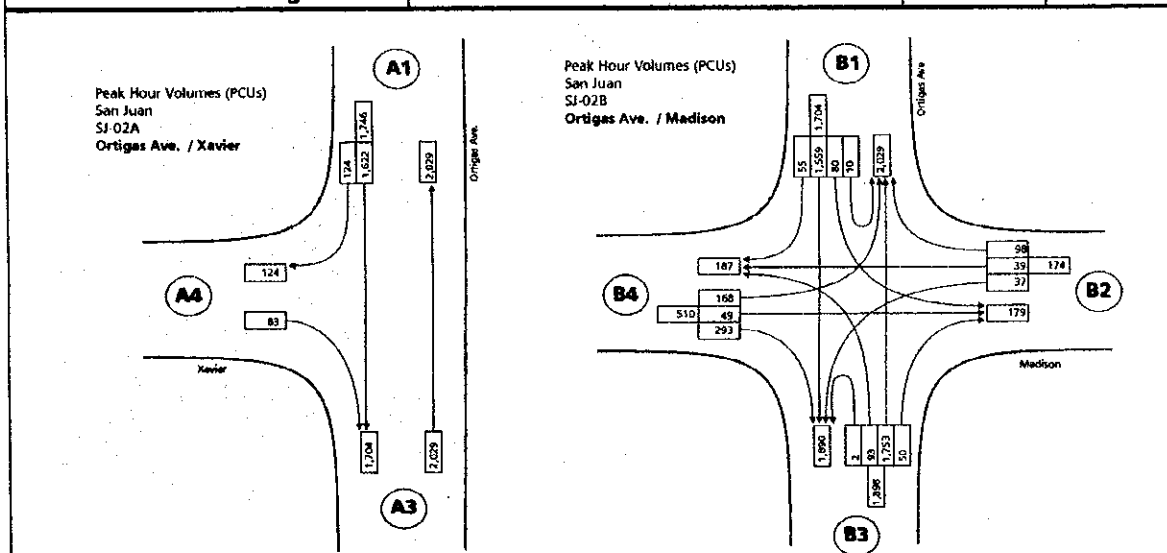 A1
Peak Hour Volumes (PCUs)
San Juan
SJ-02A
Ortigas Ave. / Xavier
1,746
124
1,622
2,029
Ortigas Ave.
124
A4
83
Xavier
1,704
2,029
A3
B1
Peak Hour Volumes (PCUs)
San Juan
SJ-02B
Ortigas Ave. / Madison
Ortigas Ave
1,704
55
1,559
80
10
2,029
187
98
39
174
37
B4
168
510
49
293
B2
179
Madison
1,890
2
93
1,753
50
1,898
B3